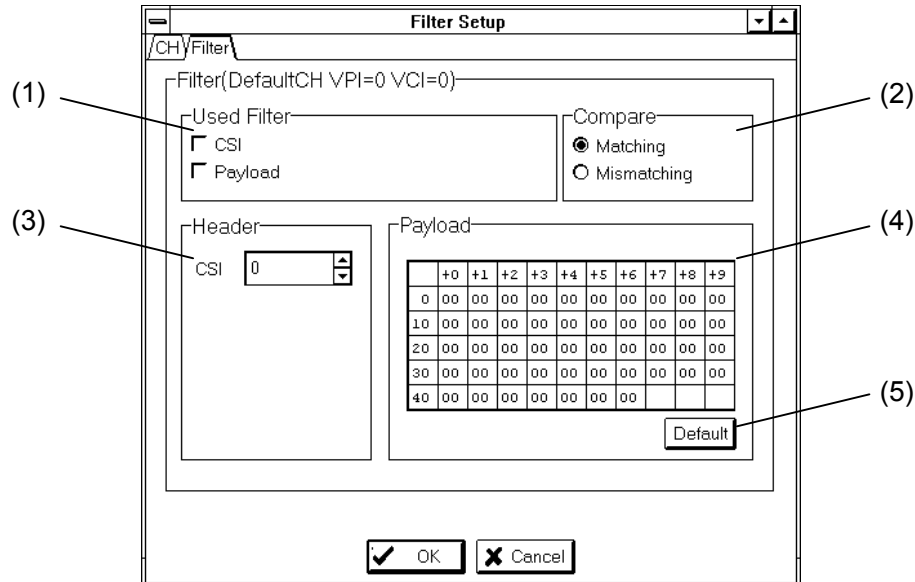 Filter Setup
CH Filter
Filter(DefaultCH VPI=0 VCI=0)
(1)
(2)
Used Filter
CSI
Payload
Compare
Matching
Mismatching
(3)
(4)
Header
CSI 0
Payload
+0 +1 +2 +3 +4 +5 +6 +7 +8 +9
0 00 00 00 00 00 00 00 00 00 00
10 00 00 00 00 00 00 00 00 00 00
20 00 00 00 00 00 00 00 00 00 00
30 00 00 00 00 00 00 00 00 00 00
40 00 00 00 00 00 00 00
(5)
Default
OK Cancel